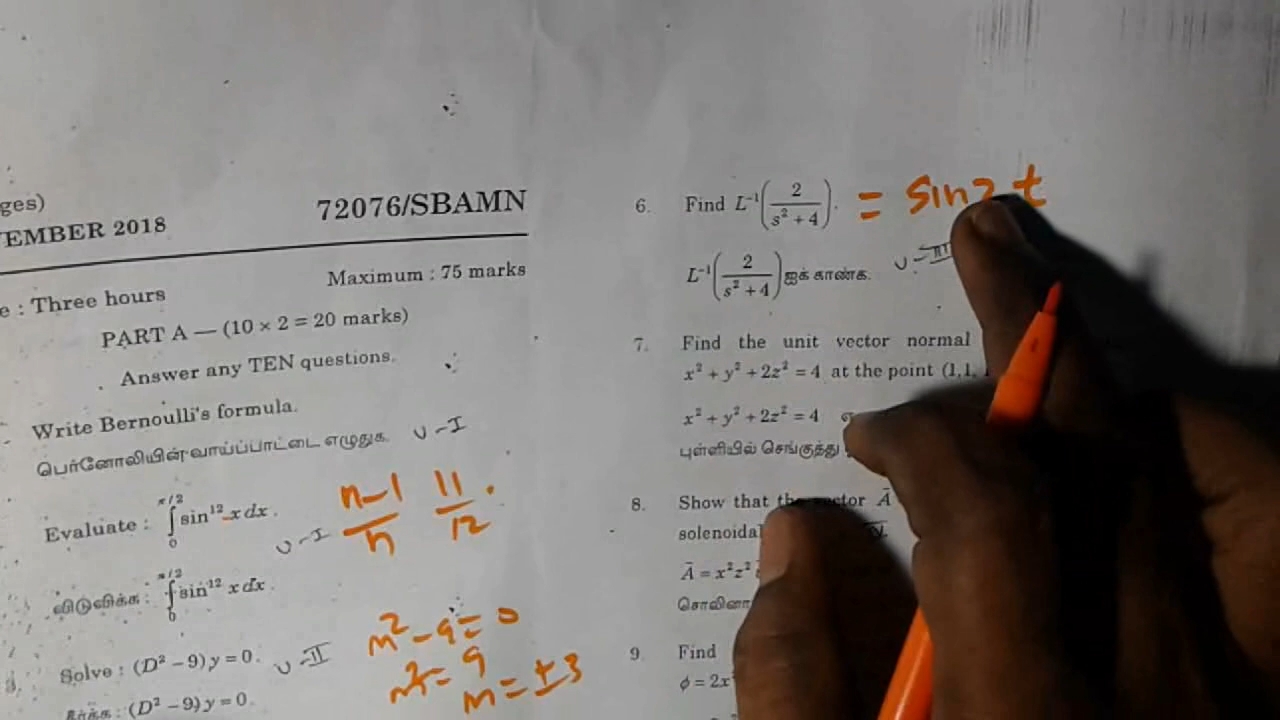 ges)
VEMBER 2018
72076/SBAMN
e : Three hours
Maximum : 75 marks
PART A — (10 × 2 = 20 marks)
Answer any TEN questions.
Write Bernoulli's formula.
பெர்னோலியின் வாய்ப்பாட்டை எழுதுக. U-I
Evaluate : ∫₀^{π/2} sin¹² x dx . U-I
n-1/n 11/12 .
விடுவிக்க : ∫₀^{π/2} sin¹² x dx .
3. Solve : (D² – 9)y = 0. U-II
m² - 9 = 0
m² = 9
m = ±3
தீர்க்க : (D² – 9)y = 0.
6. Find L⁻¹(2/(s² + 4)). = sin2t
L⁻¹(2/(s² + 4)) ஐக் காண்க. U-III
7. Find the unit vector normal
x² + y² + 2z² = 4 at the point (1,1,
x² + y² + 2z² = 4
புள்ளியில் செங்குத்து
8. Show that the vector Ā
solenoidal
Ā = x²z²
சொலினா
9. Find
φ = 2x